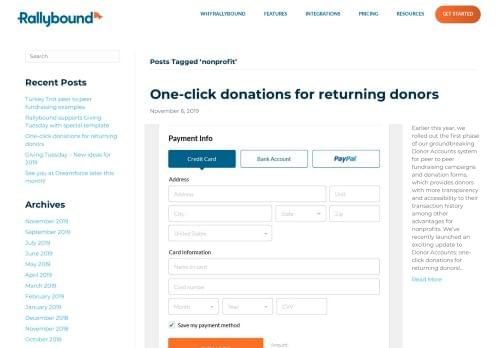 Rallybound
WHY RALLYBOUND
FEATURES
INTEGRATIONS
PRICING
RESOURCES
GET STARTED
Search
Recent Posts
Turkey Trot peer to peer
fundraising examples
Rallybound supports Giving
Tuesday with special template
One-click donations for returning
donors
Giving Tuesday – New ideas for
2019
See you at Dreamforce later this
month!
Archives
November 2019
September 2019
July 2019
June 2019
May 2019
April 2019
March 2019
February 2019
January 2019
December 2018
November 2018
October 2018
Posts Tagged ‘nonprofit’
One-click donations for returning donors
November 6, 2019
Payment Info
Credit Card
Bank Account
PayPal
Address
Address
Unit
City
State
Zip
United States
Card Information
Name on card
Card number
Month
Year
CVV
Save my payment method
Amount
Earlier this year, we
rolled out the first phase
of our groundbreaking
Donor Accounts system
for peer to peer
fundraising campaigns
and donation forms,
which provides donors
with more transparency
and accessibility to their
transaction history
among other
advantages for
nonprofits. We've
recently launched an
exciting update to
Donor Accounts: one-
click donations for
returning donors!.
Read More